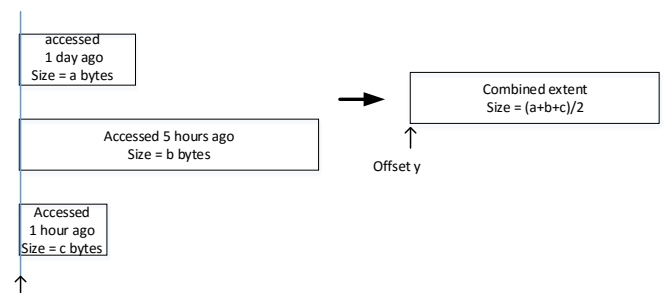 accessed
1 day ago
Size = a bytes
Accessed 5 hours ago
Size = b bytes
Accessed
1 hour ago
Size = c bytes
Combined extent
Size = (a+b+c)/2
Offset y